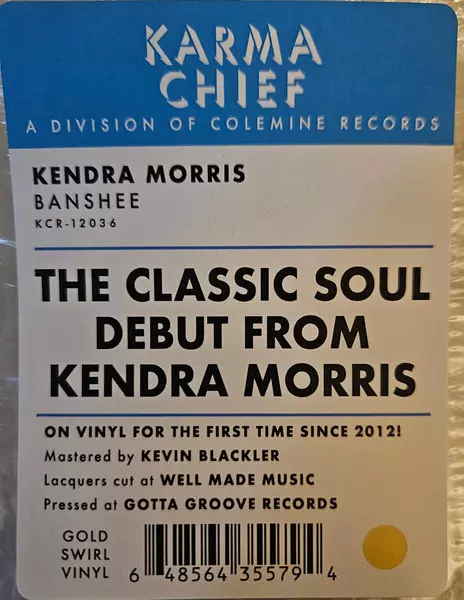 KARMA
CHIEF
A DIVISION OF COLEMINE RECORDS
KENDRA MORRIS
BANSHEE
KCR-12036
THE CLASSIC SOUL
DEBUT FROM
KENDRA MORRIS
ON VINYL FOR THE FIRST TIME SINCE 2012!
Mastered by KEVIN BLACKLER
Lacquers cut at WELL MADE MUSIC
Pressed at GOTTA GROOVE RECORDS
GOLD
SWIRL
VINYL
6 48564 35579 4